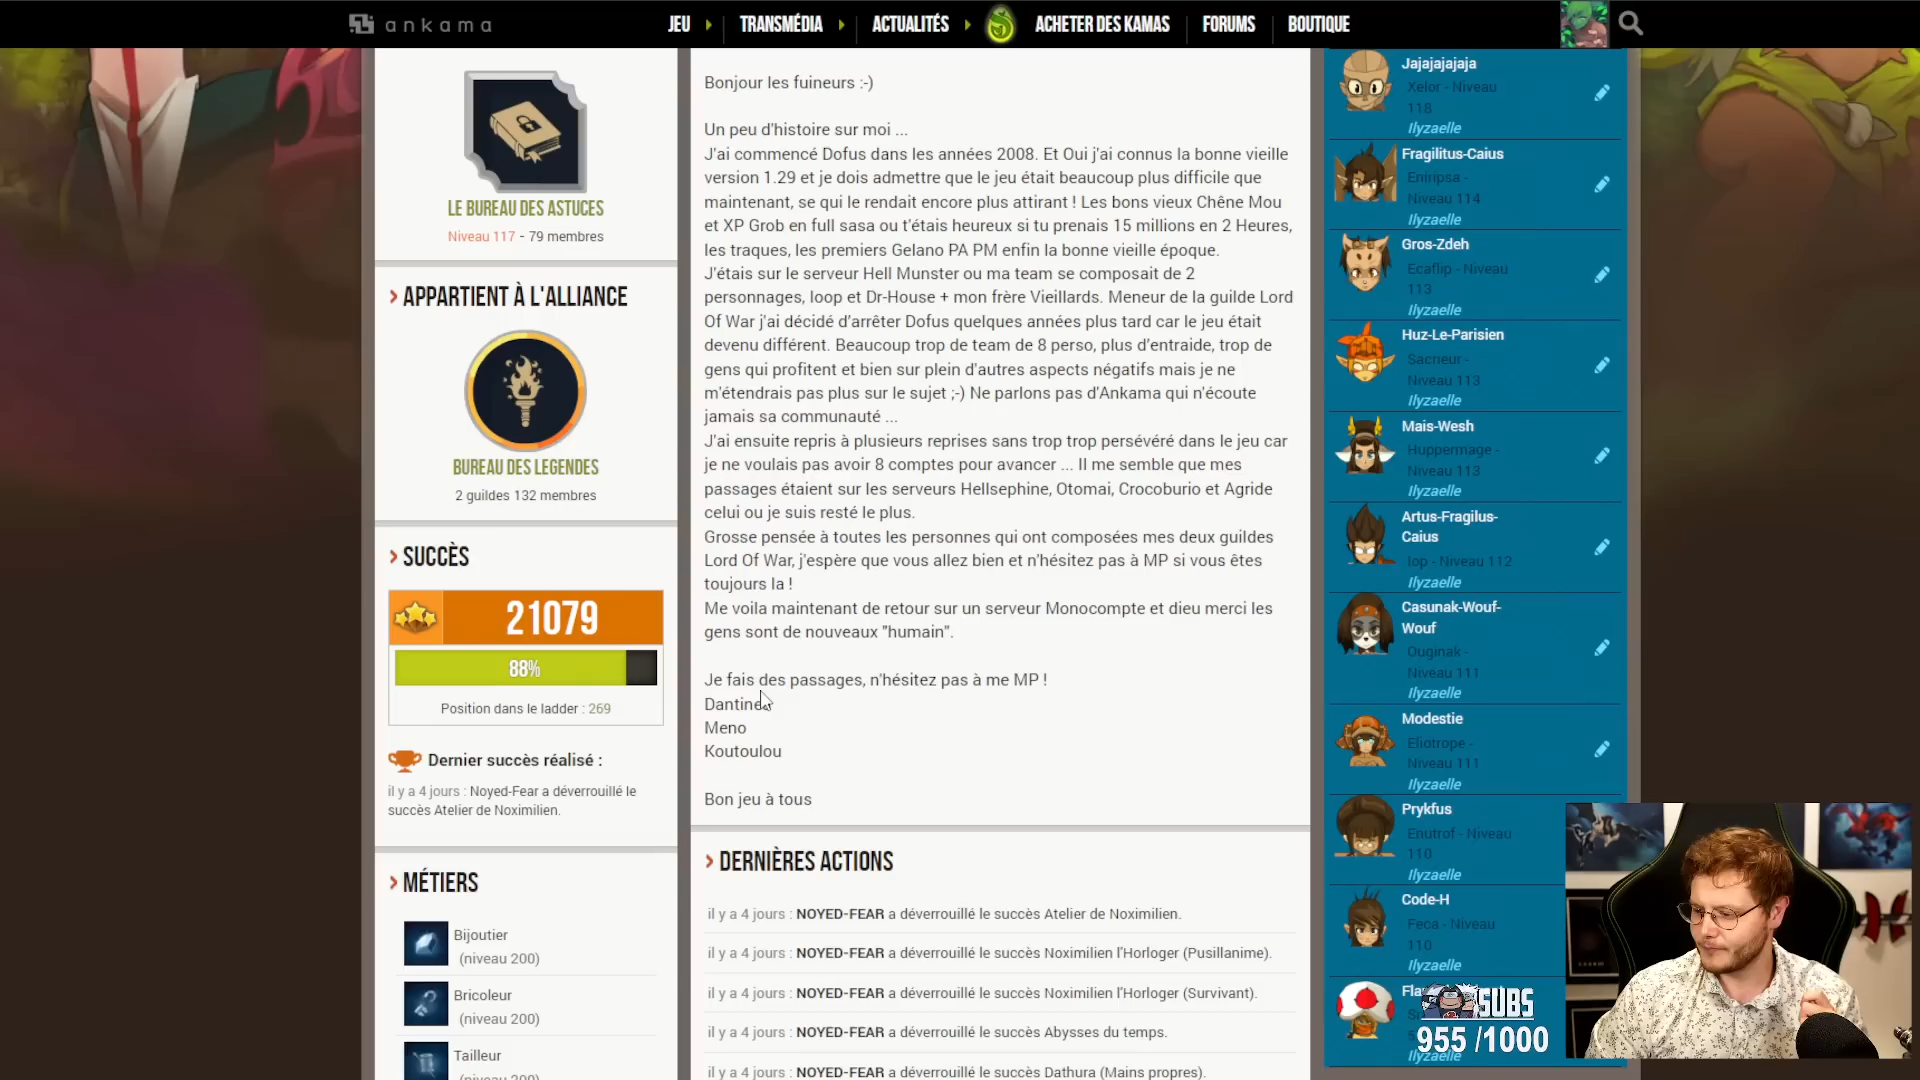 ankama
JEU
TRANSMÉDIA
ACTUALITÉS
ACHETER DES KAMAS
FORUMS
BOUTIQUE
LE BUREAU DES ASTUCES
Niveau 117 - 79 membres
APPARTIENT À L'ALLIANCE
BUREAU DES LEGENDES
2 guildes 132 membres
SUCCÈS
21079
88%
Position dans le ladder : 269
Dernier succès réalisé :
il y a 4 jours : Noyed-Fear a déverrouillé le
succès Atelier de Noximilien.
MÉTIERS
Bijoutier
(niveau 200)
Bricoleur
(niveau 200)
Tailleur
(niveau 200)
Bonjour les fuineurs :-)
Un peu d'histoire sur moi ...
J'ai commencé Dofus dans les années 2008. Et Oui j'ai connus la bonne vieille
version 1.29 et je dois admettre que le jeu était beaucoup plus difficile que
maintenant, se qui le rendait encore plus attirant ! Les bons vieux Chêne Mou
et XP Grob en full sasa ou t'étais heureux si tu prenais 15 millions en 2 Heures,
les traques, les premiers Gelano PA PM enfin la bonne vieille époque.
J'étais sur le serveur Hell Munster ou ma team se composait de 2
personnages, loop et Dr-House + mon frère Vieillards. Meneur de la guilde Lord
Of War j'ai décidé d'arrêter Dofus quelques années plus tard car le jeu était
devenu différent. Beaucoup trop de team de 8 perso, plus d'entraide, trop de
gens qui profitent et bien sur plein d'autres aspects négatifs mais je ne
m'étendrais pas plus sur le sujet ;-) Ne parlons pas d'Ankama qui n'écoute
jamais sa communauté ...
J'ai ensuite repris à plusieurs reprises sans trop trop persévéré dans le jeu car
je ne voulais pas avoir 8 comptes pour avancer ... Il me semble que mes
passages étaient sur les serveurs Hellsephine, Otomai, Crocoburio et Agride
celui ou je suis resté le plus.
Grosse pensée à toutes les personnes qui ont composées mes deux guildes
Lord Of War, j'espère que vous allez bien et n'hésitez pas à MP si vous êtes
toujours la !
Me voila maintenant de retour sur un serveur Monocompte et dieu merci les
gens sont de nouveaux "humain".
Je fais des passages, n'hésitez pas à me MP !
Meno
Koutoulou
Bon jeu à tous
DERNIÈRES ACTIONS
il y a 4 jours : NOYED-FEAR a déverrouillé le succès Atelier de Noximilien.
il y a 4 jours : NOYED-FEAR a déverrouillé le succès Noximilien l'Horloger (Pusillanime).
il y a 4 jours : NOYED-FEAR a déverrouillé le succès Noximilien l'Horloger (Survivant).
il y a 4 jours : NOYED-FEAR a déverrouillé le succès Abysses du temps.
il y a 4 jours : NOYED-FEAR a déverrouillé le succès Dathura (Mains propres).
Jajajajajaja
Xelor - Niveau
118
Ilyzaelle
Fragilitus-Caius
Eniripsa -
Niveau 114
Ilyzaelle
Gros-Zdeh
Ecaflip - Niveau
113
Ilyzaelle
Huz-Le-Parisien
Sacrieur -
Niveau 113
Ilyzaelle
Mais-Wesh
Huppermage -
Niveau 113
Ilyzaelle
Artus-Fragilus-
Caius
Iop - Niveau 112
Ilyzaelle
Casunak-Wouf-
Wouf
Ouginak -
Niveau 111
Ilyzaelle
Modestie
Eliotrope -
Niveau 111
Ilyzaelle
Prykfus
Enutrof - Niveau
110
Ilyzaelle
Code-H
Feca - Niveau
110
Ilyzaelle
SUBS
955 /1000
Ilyzaelle